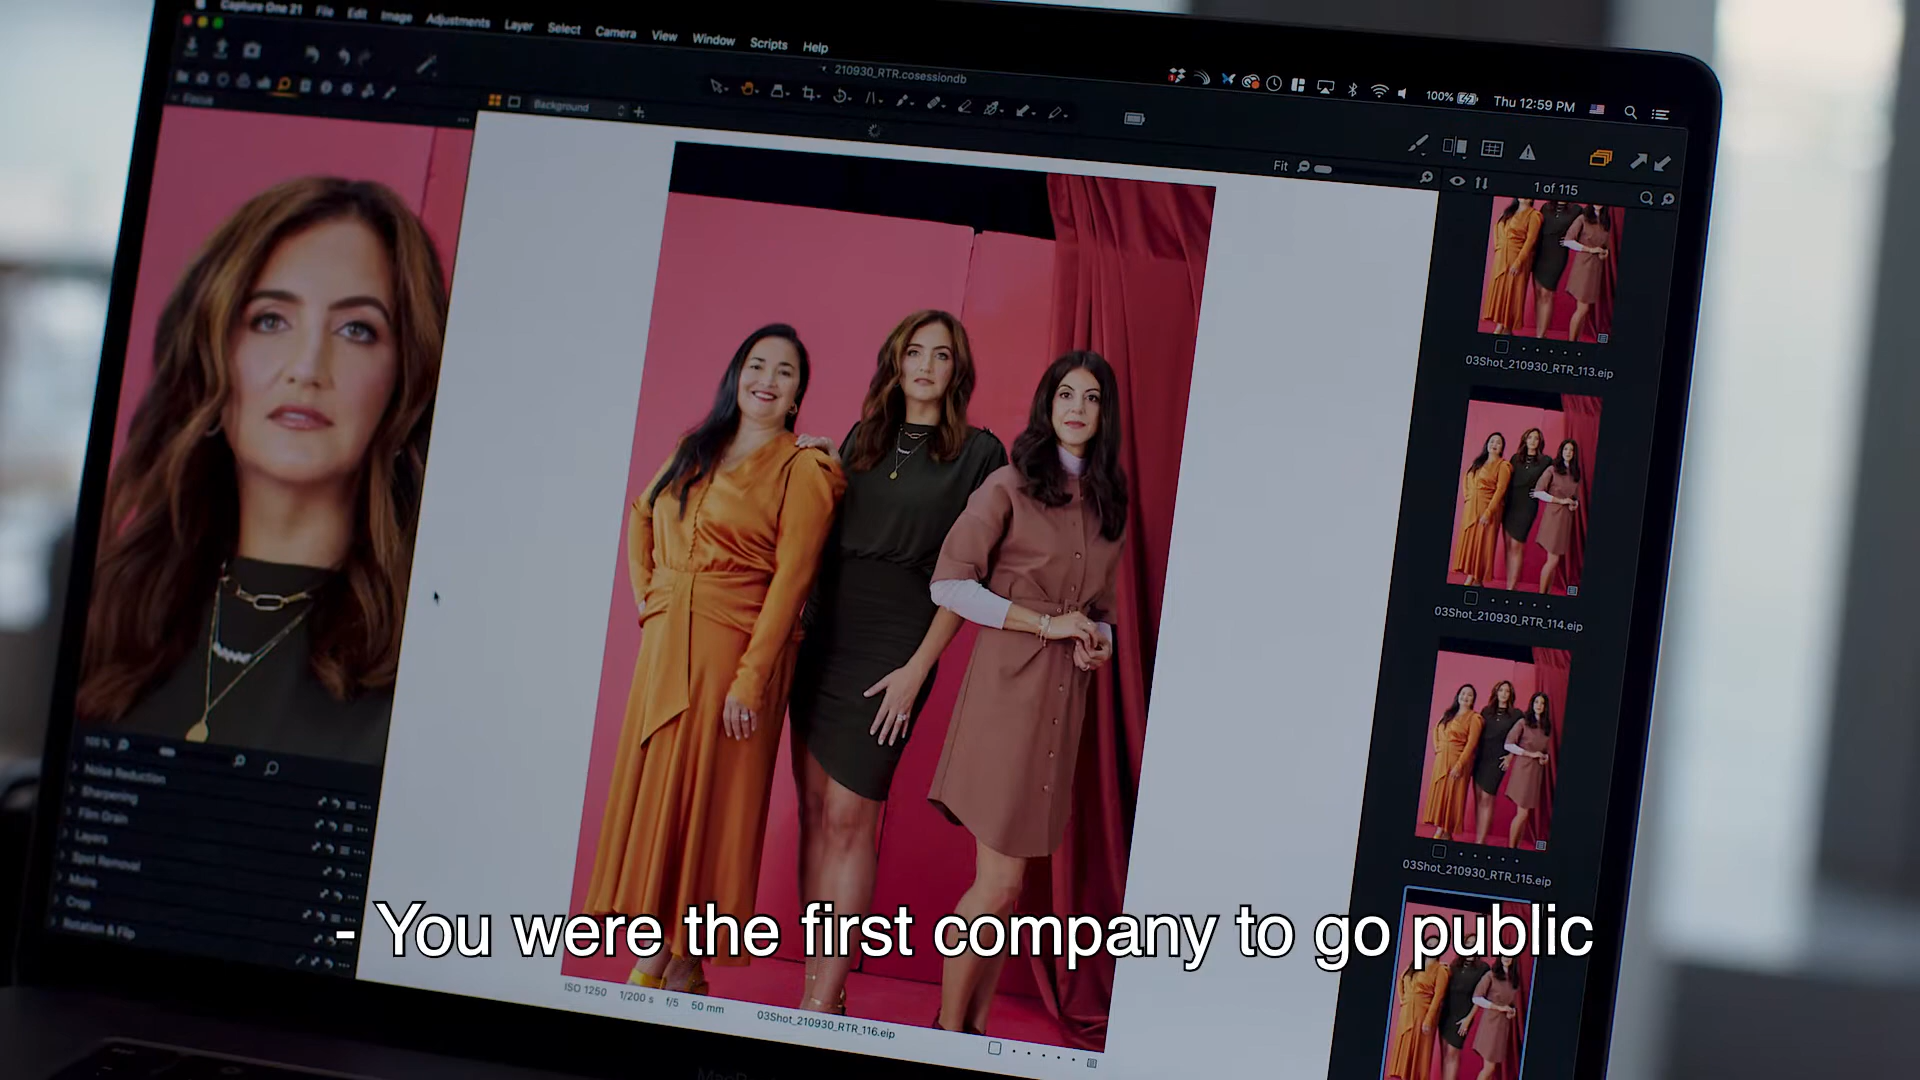 Capture One 21 File Edit Image Adjustments Layer Select Camera View Window Scripts Help
210930_RTR.cosessiondb
100% Thu 12:59 PM
Focus
Background
Fit
1 of 115
03Shot_210930_RTR_113.eip
03Shot_210930_RTR_114.eip
03Shot_210930_RTR_115.eip
100 %
Noise Reduction
Sharpening
Film Grain
Layers
Spot Removal
Moire
Crop
Rotation & Flip
- You were the first company to go public
ISO 1250 1/200 s f/5 50 mm
03Shot_210930_RTR_116.eip